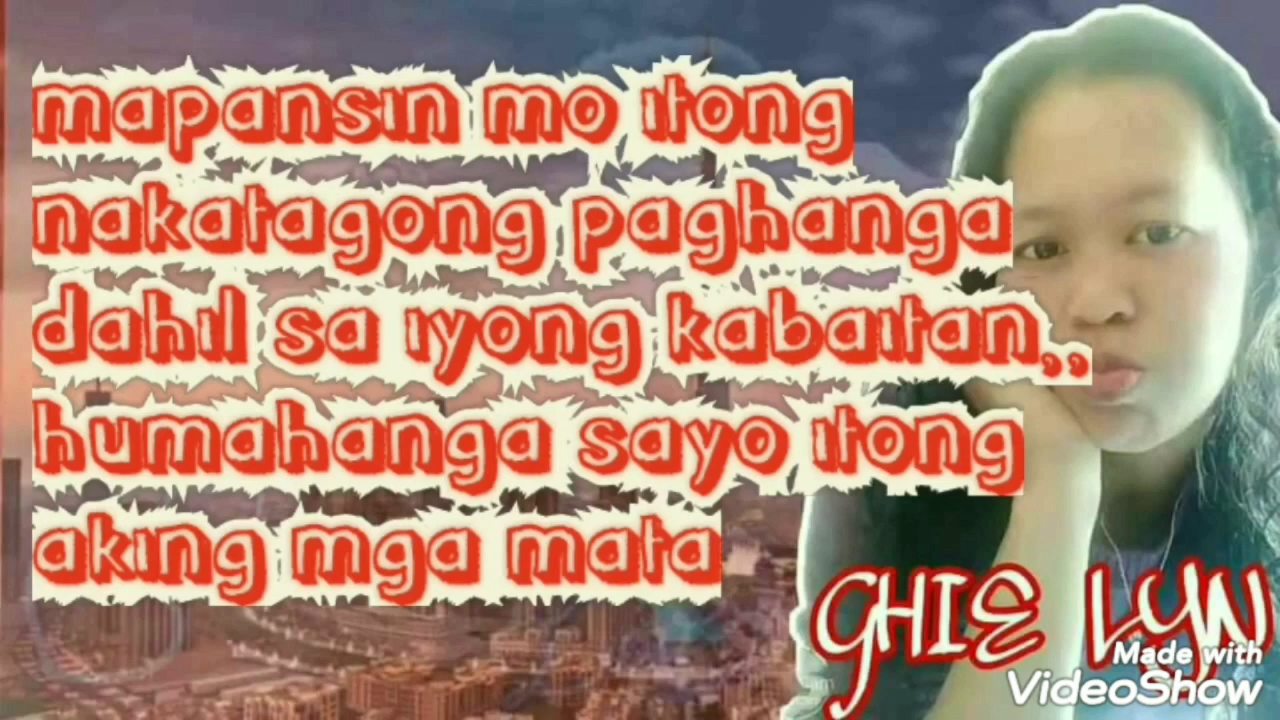 mapansin mo itong
nakatagong paghanga
dahil sa iyong kabaitan,,
humahanga sayo itong
aking mga mata
GHIE LYN
Made with
VideoShow